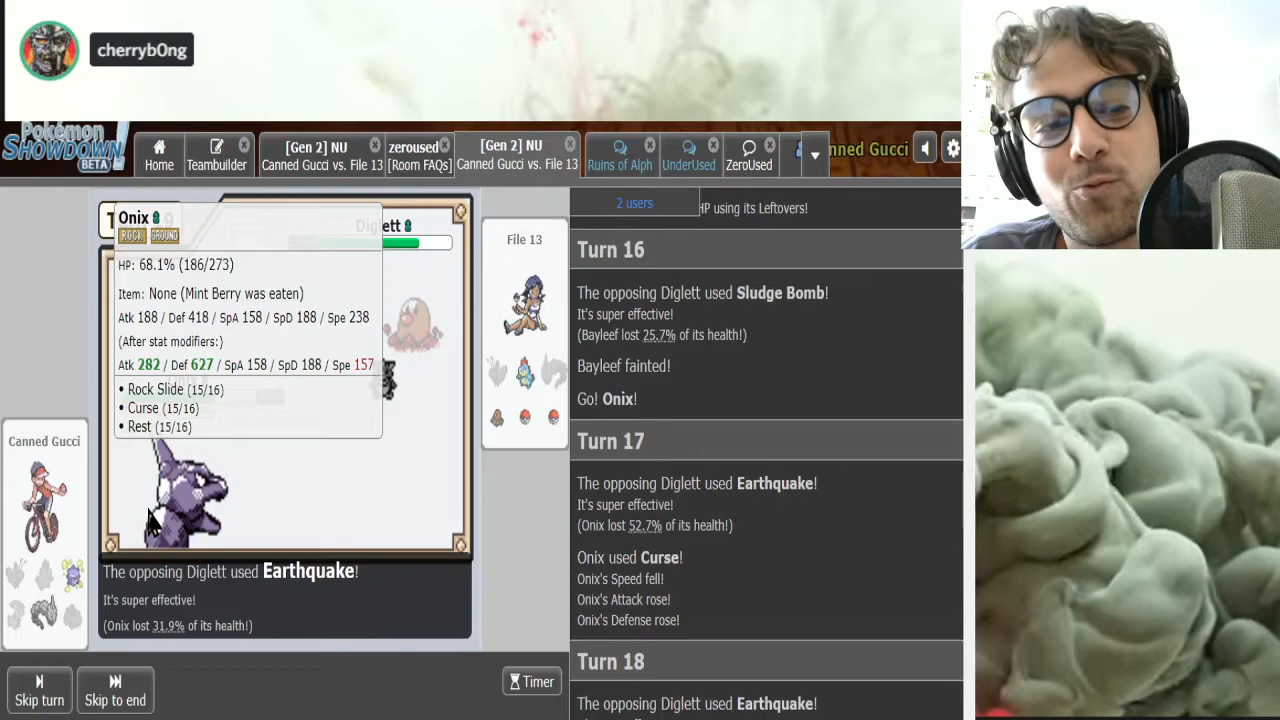 cherryb0ng
Pokémon
SHOWDOWN!
BETA
Home
Teambuilder
[Gen 2] NU
Canned Gucci vs. File 13
zeroused
[Room FAQs]
[Gen 2] NU
Canned Gucci vs. File 13
Ruins of Alph
UnderUsed
ZeroUsed
nned Gucci
Onix
ROCK GROUND
HP: 68.1% (186/273)
Item: None (Mint Berry was eaten)
Atk 188 / Def 418 / SpA 158 / SpD 188 / Spe 238
(After stat modifiers:)
Atk 282 / Def 627 / SpA 158 / SpD 188 / Spe 157
• Rock Slide (15/16)
• Curse (15/16)
• Rest (15/16)
Diglett
File 13
Canned Gucci
The opposing Diglett used Earthquake!
It's super effective!
(Onix lost 31.9% of its health!)
Skip turn
Skip to end
Timer
2 users
HP using its Leftovers!
Turn 16
The opposing Diglett used Sludge Bomb!
It's super effective!
(Bayleef lost 25.7% of its health!)
Bayleef fainted!
Go! Onix!
Turn 17
The opposing Diglett used Earthquake!
It's super effective!
(Onix lost 52.7% of its health!)
Onix used Curse!
Onix's Speed fell!
Onix's Attack rose!
Onix's Defense rose!
Turn 18
The opposing Diglett used Earthquake!